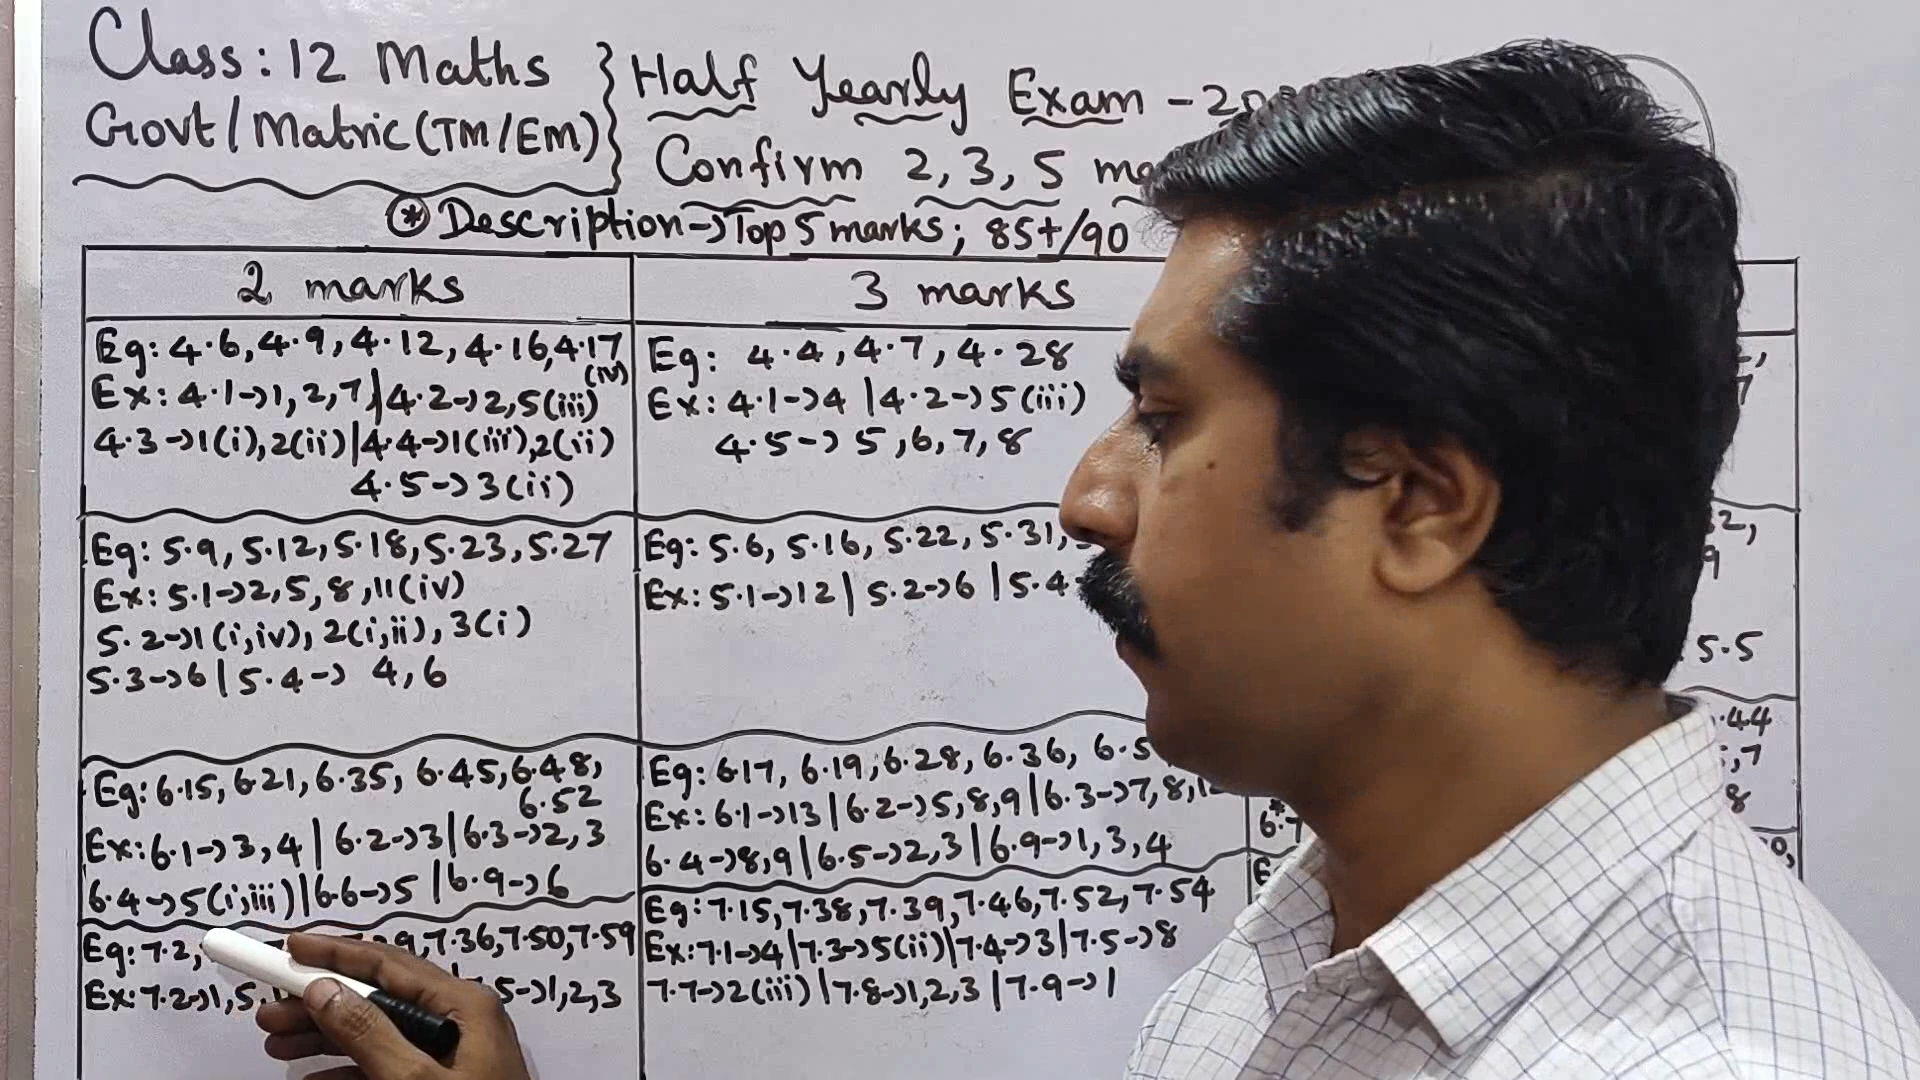 Class: 12 Maths
Govt/Matric(TM/EM)
Half Yearly Exam -
Confirm 2, 3, 5
* Description->Top 5 marks; 85+/90
2 marks
Eg: 4.6, 4.9, 4.12, 4.16, 4.17
(iv)
Ex: 4.1->1, 2, 7 | 4.2->2, 5(iii)
4.3->1(i), 2(ii) | 4.4->1(iii), 2(ii)
4.5->3(ii)
Eg: 5.9, 5.12, 5.18, 5.23, 5.27
Ex: 5.1->2, 5, 8, 11(iv)
5.2->1(i,iv), 2(i,ii), 3(i)
5.3->6 | 5.4-> 4, 6
Eg: 6.15, 6.21, 6.35, 6.45, 6.48,
6.52
Ex: 6.1->3, 4 | 6.2->3 | 6.3->2, 3
6.4->5(i,iii) | 6.6->5 | 6.9->6
Eg: 7.2, 7.36, 7.50, 7.59
Ex: 7.2->1, 5, 5->1, 2, 3
3 marks
Eg: 4.4, 4.7, 4.28
Ex: 4.1->4 | 4.2->5(iii)
4.5-> 5, 6, 7, 8
Eg: 5.6, 5.16, 5.22, 5.31,
Ex: 5.1->12 | 5.2->6 | 5.4
Eg: 6.17, 6.19, 6.28, 6.36,
Ex: 6.1->13 | 6.2->5, 8, 9 | 6.3->7, 8,
6.4->8, 9 | 6.5->2, 3 | 6.9->1, 3, 4
Eg: 7.15, 7.38, 7.39, 7.46, 7.52, 7.54
Ex: 7.1->4 | 7.3->5(ii) | 7.4->3 | 7.5->8
7.7->2(iii) | 7.8->1, 2, 3 | 7.9->1
5.5
.44
, 7
8
* 6.7